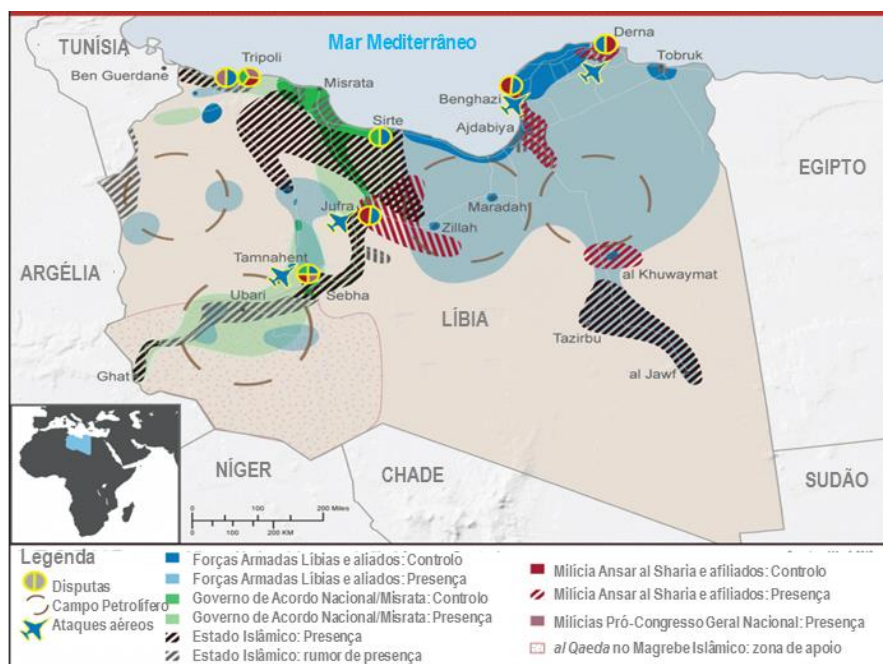 TUNÍSIA
Ben Guerdane
Tripoli
Mar Mediterrâneo
Derna
Tobruk
Misrata
Benghazi
Sirte
Ajdabiya
EGIPTO
Jufra
Maradah
Zillah
ARGÉLIA
Tamnahent
al Khuwaymat
Ubari
Sebha
LÍBIA
Tazirbu
Ghat
al Jawf
NÍGER
CHADE
SUDÃO
0 100 200 Miles
0 100 200 KM
Legenda
Disputas
Campo Petrolífero
Ataques aéreos
Forças Armadas Líbias e aliados: Controlo
Forças Armadas Líbias e aliados: Presença
Governo de Acordo Nacional/Misrata: Controlo
Governo de Acordo Nacional/Misrata: Presença
Estado Islâmico: Presença
Estado Islâmico: rumor de presença
Milícia Ansar al Sharia e afiliados: Controlo
Milícia Ansar al Sharia e afiliados: Presença
Milícias Pró-Congresso Geral Nacional: Presença
al Qaeda no Magrebe Islâmico: zona de apoio